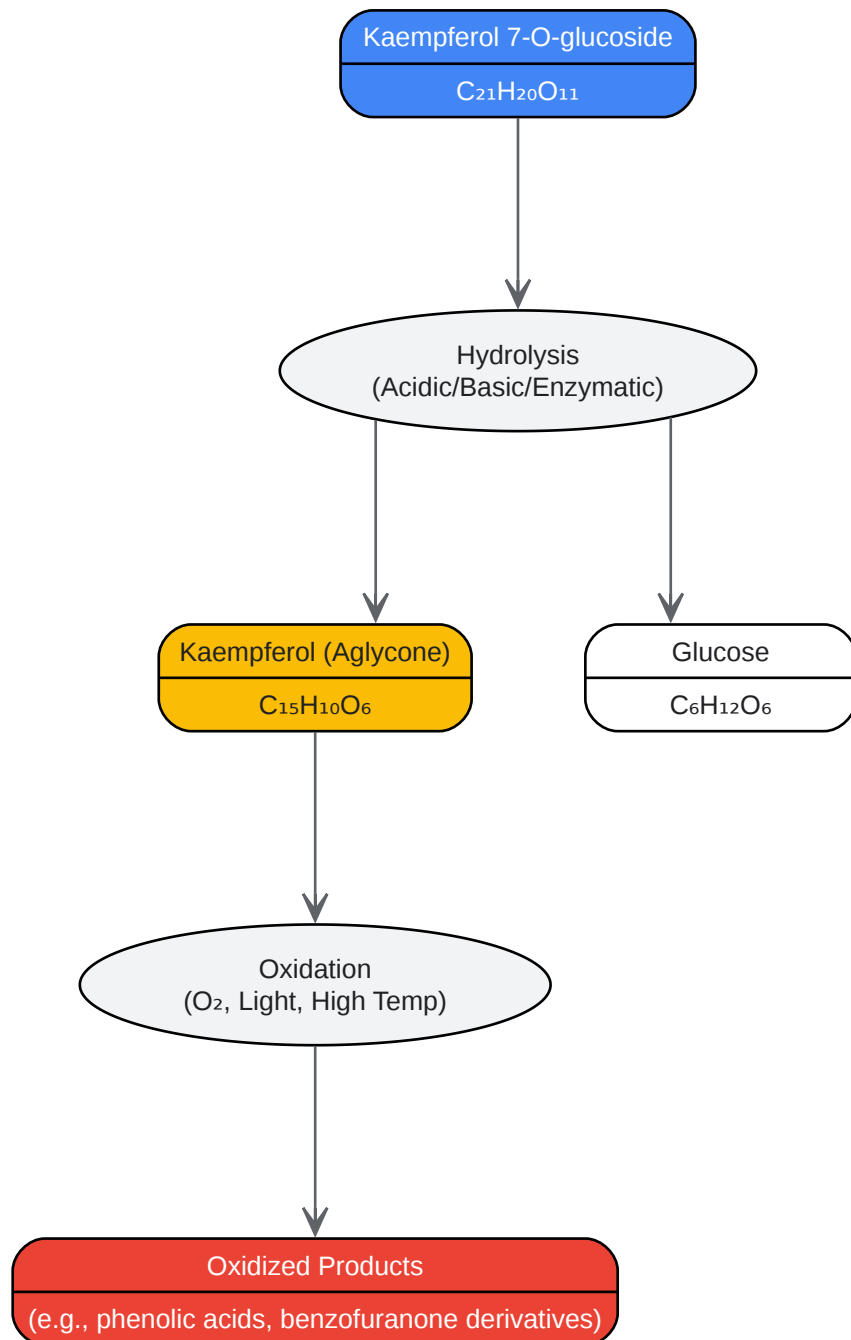 Kaempferol 7-O-glucoside
C₂₁H₂₀O₁₁
Hydrolysis
(Acidic/Basic/Enzymatic)
Kaempferol (Aglycone)
C₁₅H₁₀O₆
Glucose
C₆H₁₂O₆
Oxidation
(O₂, Light, High Temp)
Oxidized Products
(e.g., phenolic acids, benzofuranone derivatives)